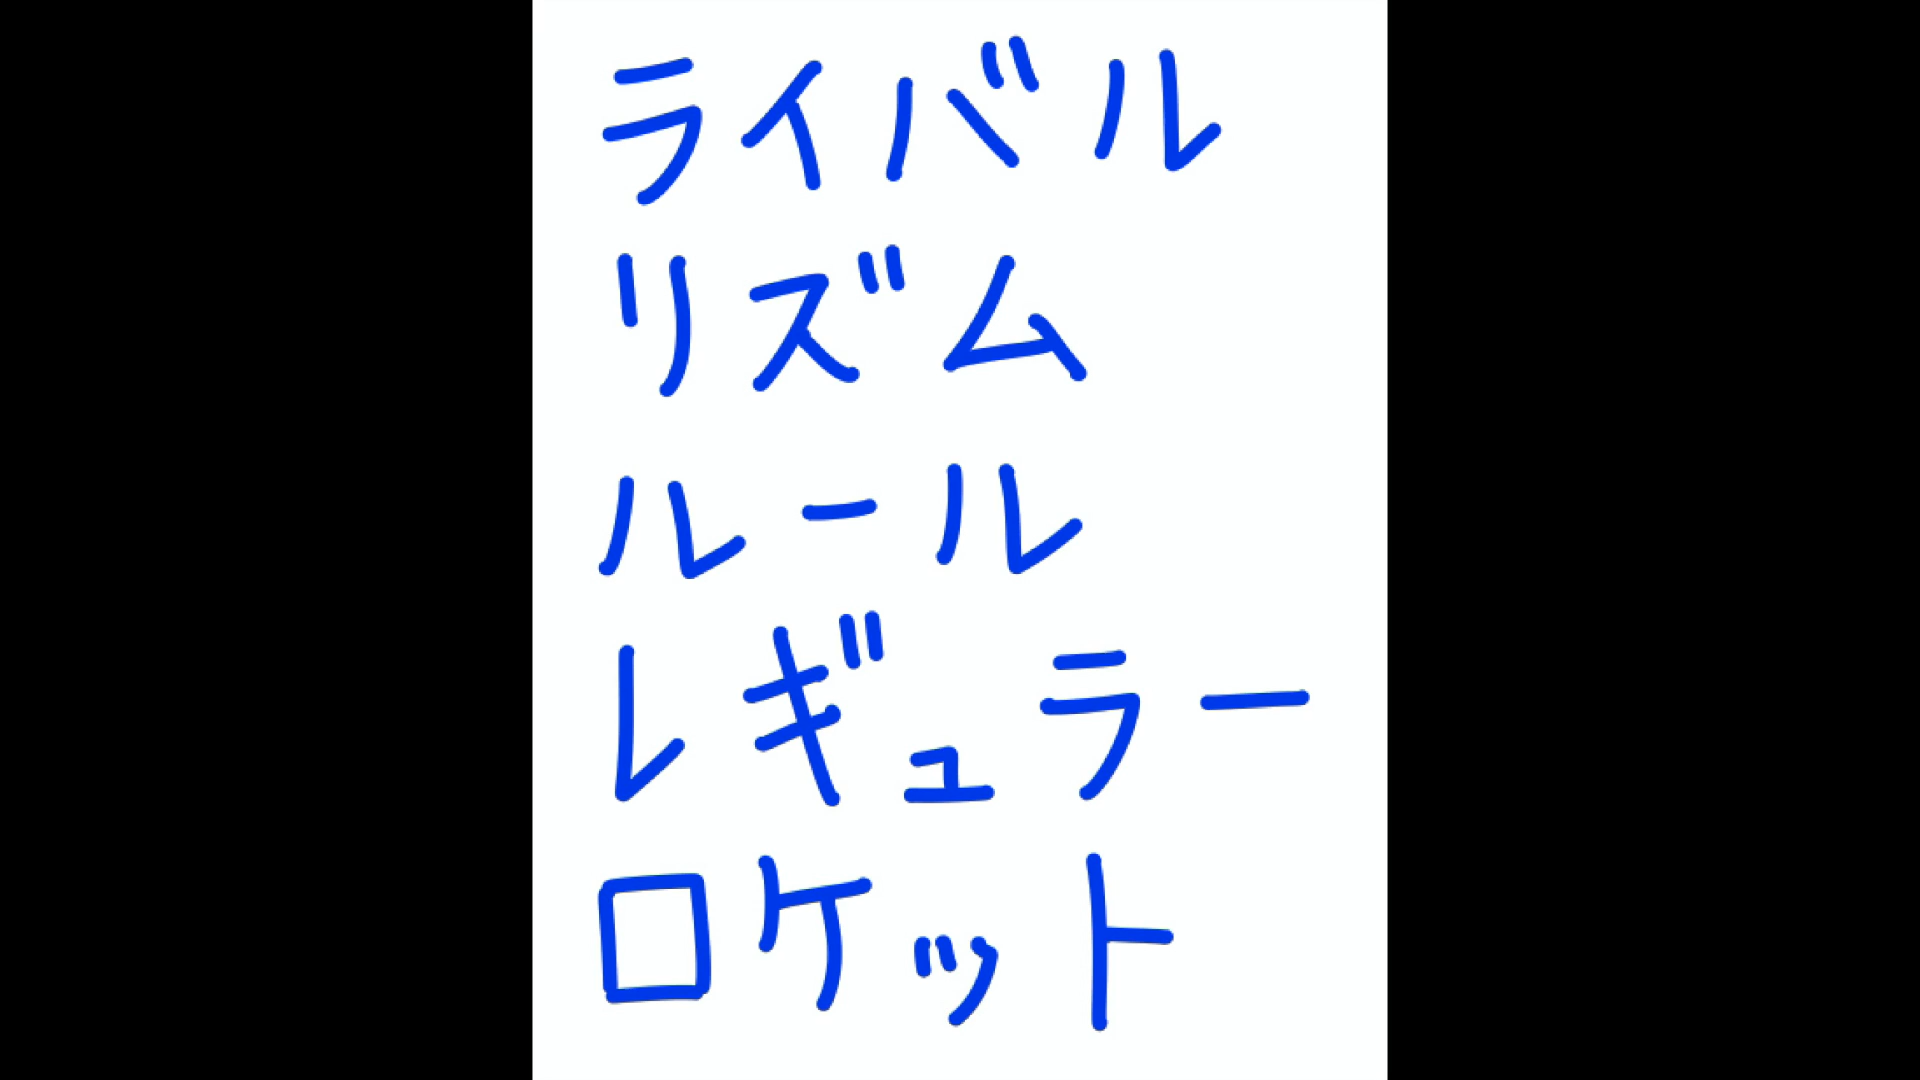 ライバル
リズム
ルール
レギュラー
ロケット